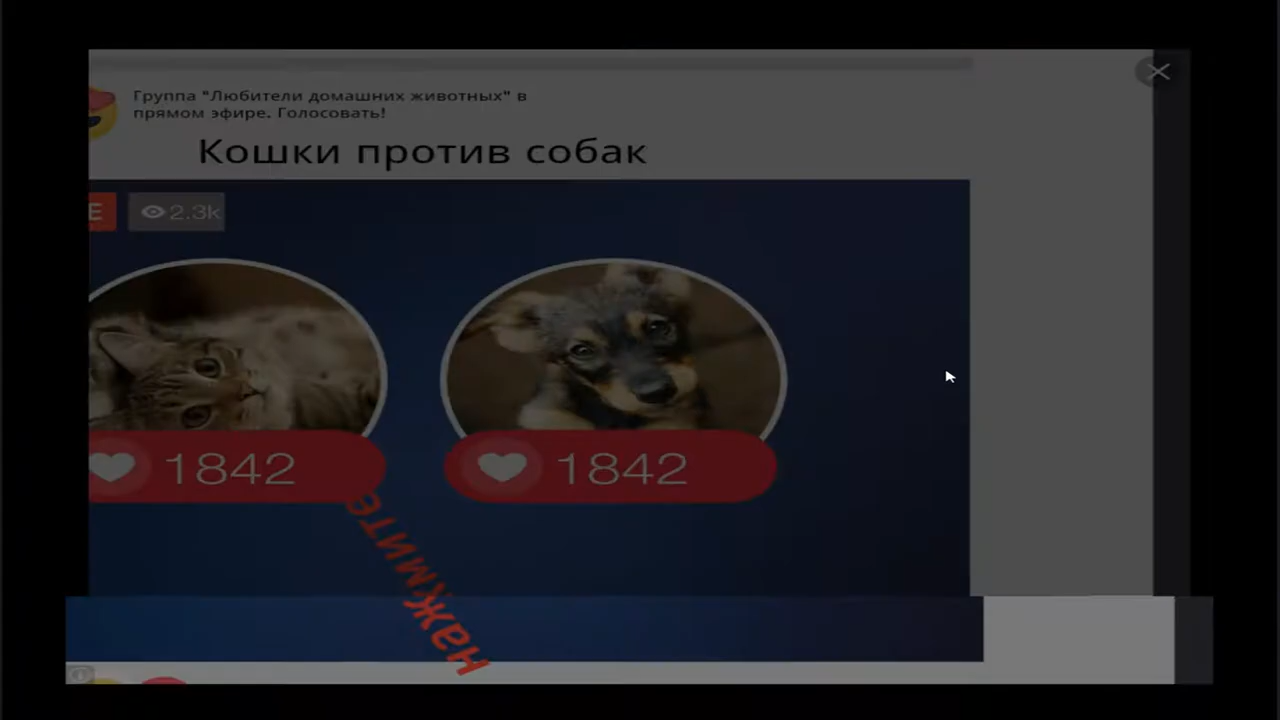 Группа "Любители домашних животных" в
прямом эфире. Голосовать!
Кошки против собак
E
2.3k
1842
1842
нажмите